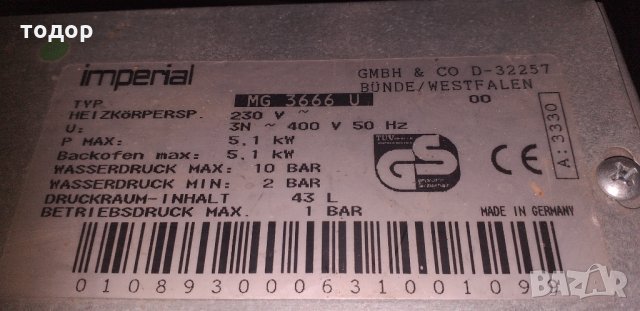 тодор
imperial
GMBH & CO D-32257
BÜNDE/WESTFALEN
TYP MG 3666 U 00
HEIZKÖRPERSP. 230 V ~
U: 3N ~ 400 V 50 Hz
P MAX: 5,1 kW
Backofen max: 5,1 kW
WASSERDRUCK MAX: 10 BAR
WASSERDRUCK MIN: 2 BAR
DRUCKRAUM-INHALT 43 L
BETRIEBSDRUCK MAX. 1 BAR
GS
CE
A:3330
MADE IN GERMANY
BAZAR